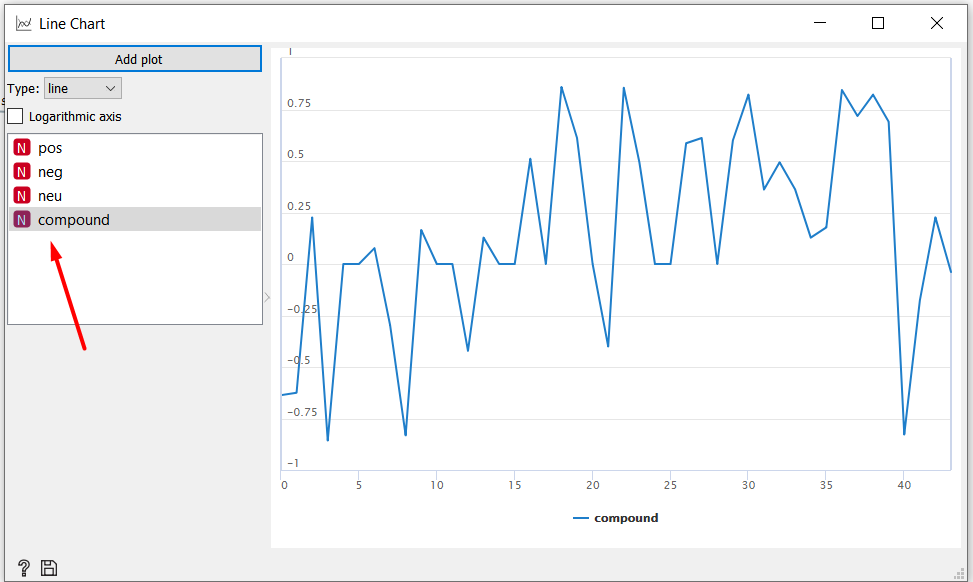 Line Chart
Add plot
Type: line
Logarithmic axis
N pos
N neg
N neu
N compound
1
0.75
0.5
0.25
0
−0.25
−0.5
−0.75
−1
0 5 10 15 20 25 30 35 40
compound
?